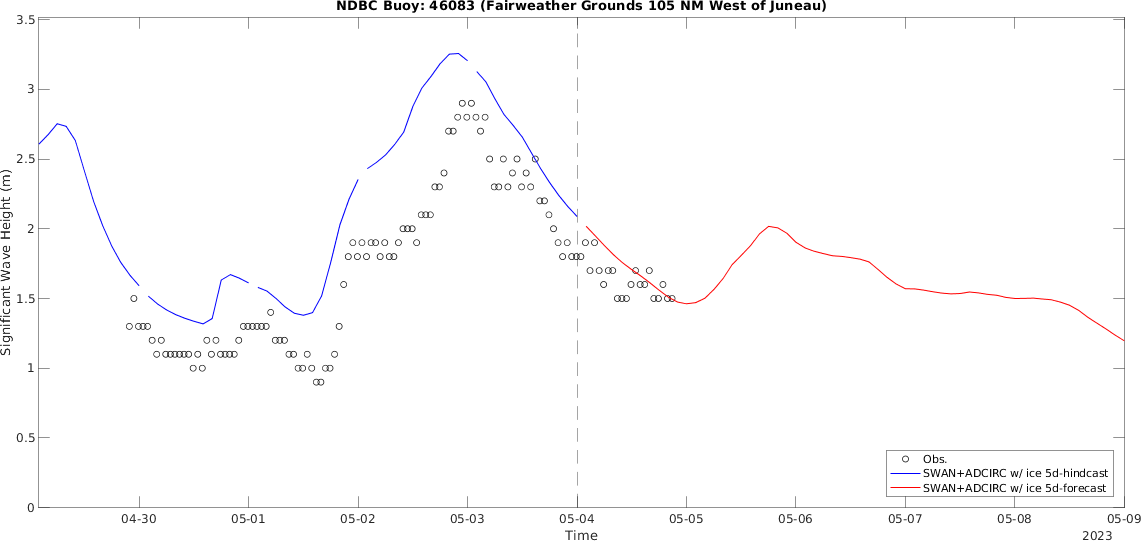 NDBC Buoy: 46083 (Fairweather Grounds 105 NM West of Juneau)
3.5
3
2.5
2
1.5
1
0.5
0
Significant Wave Height (m)
Obs.
SWAN+ADCIRC w/ ice 5d-hindcast
SWAN+ADCIRC w/ ice 5d-forecast
04-30 05-01 05-02 05-03 05-04 05-05 05-06 05-07 05-08 05-09
Time
2023